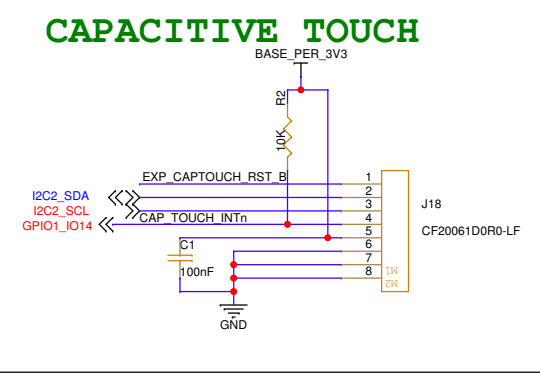 CAPACITIVE TOUCH
BASE_PER_3V3
R2
10K
EXP_CAPTOUCH_RST_B
1
I2C2_SDA
2
I2C2_SCL
3
J18
GPIO1_IO14
CAP_TOUCH_INTn
4
5
CF20061D0R0-LF
C1
6
7
100nF
8
M1
M2
GND